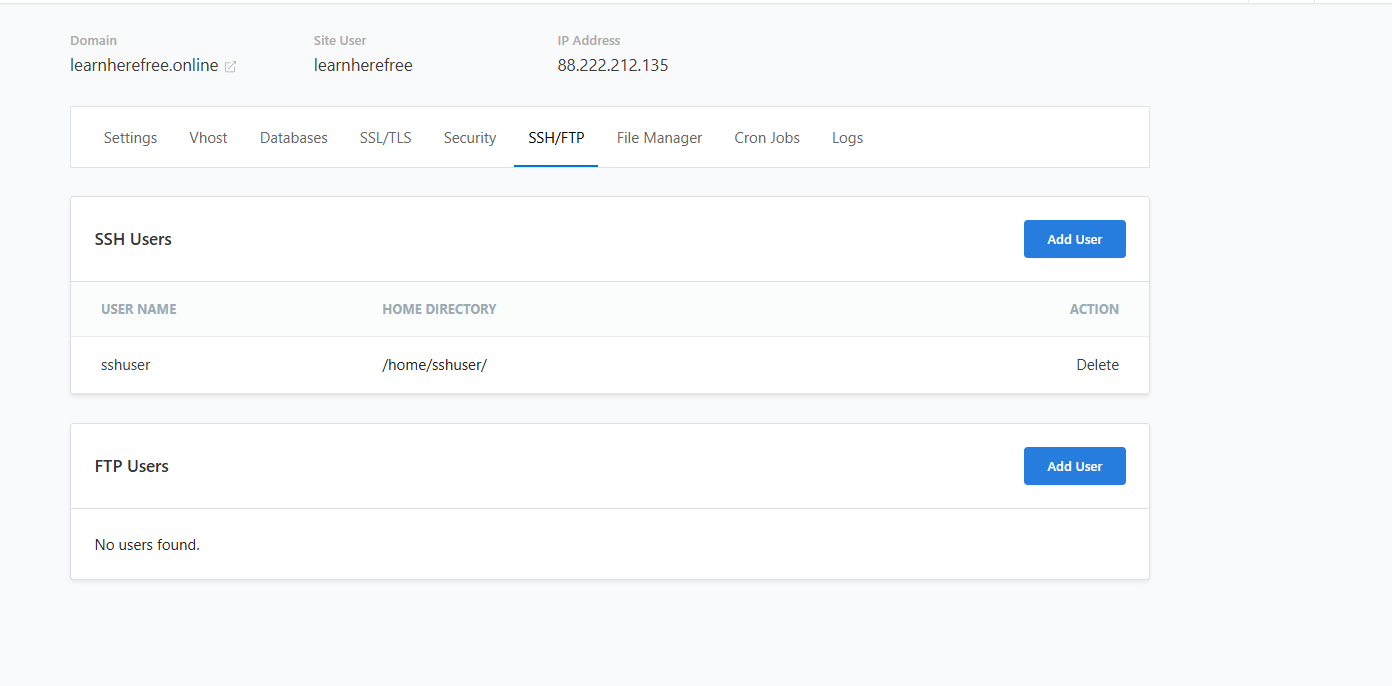 Domain Site User IP Address
learnherefree.online learnherefree 88.222.212.135
Settings Vhost Databases SSL/TLS Security SSH/FTP File Manager Cron Jobs Logs
SSH Users Add User
USER NAME HOME DIRECTORY ACTION
sshuser /home/sshuser/ Delete
FTP Users Add User
No users found.